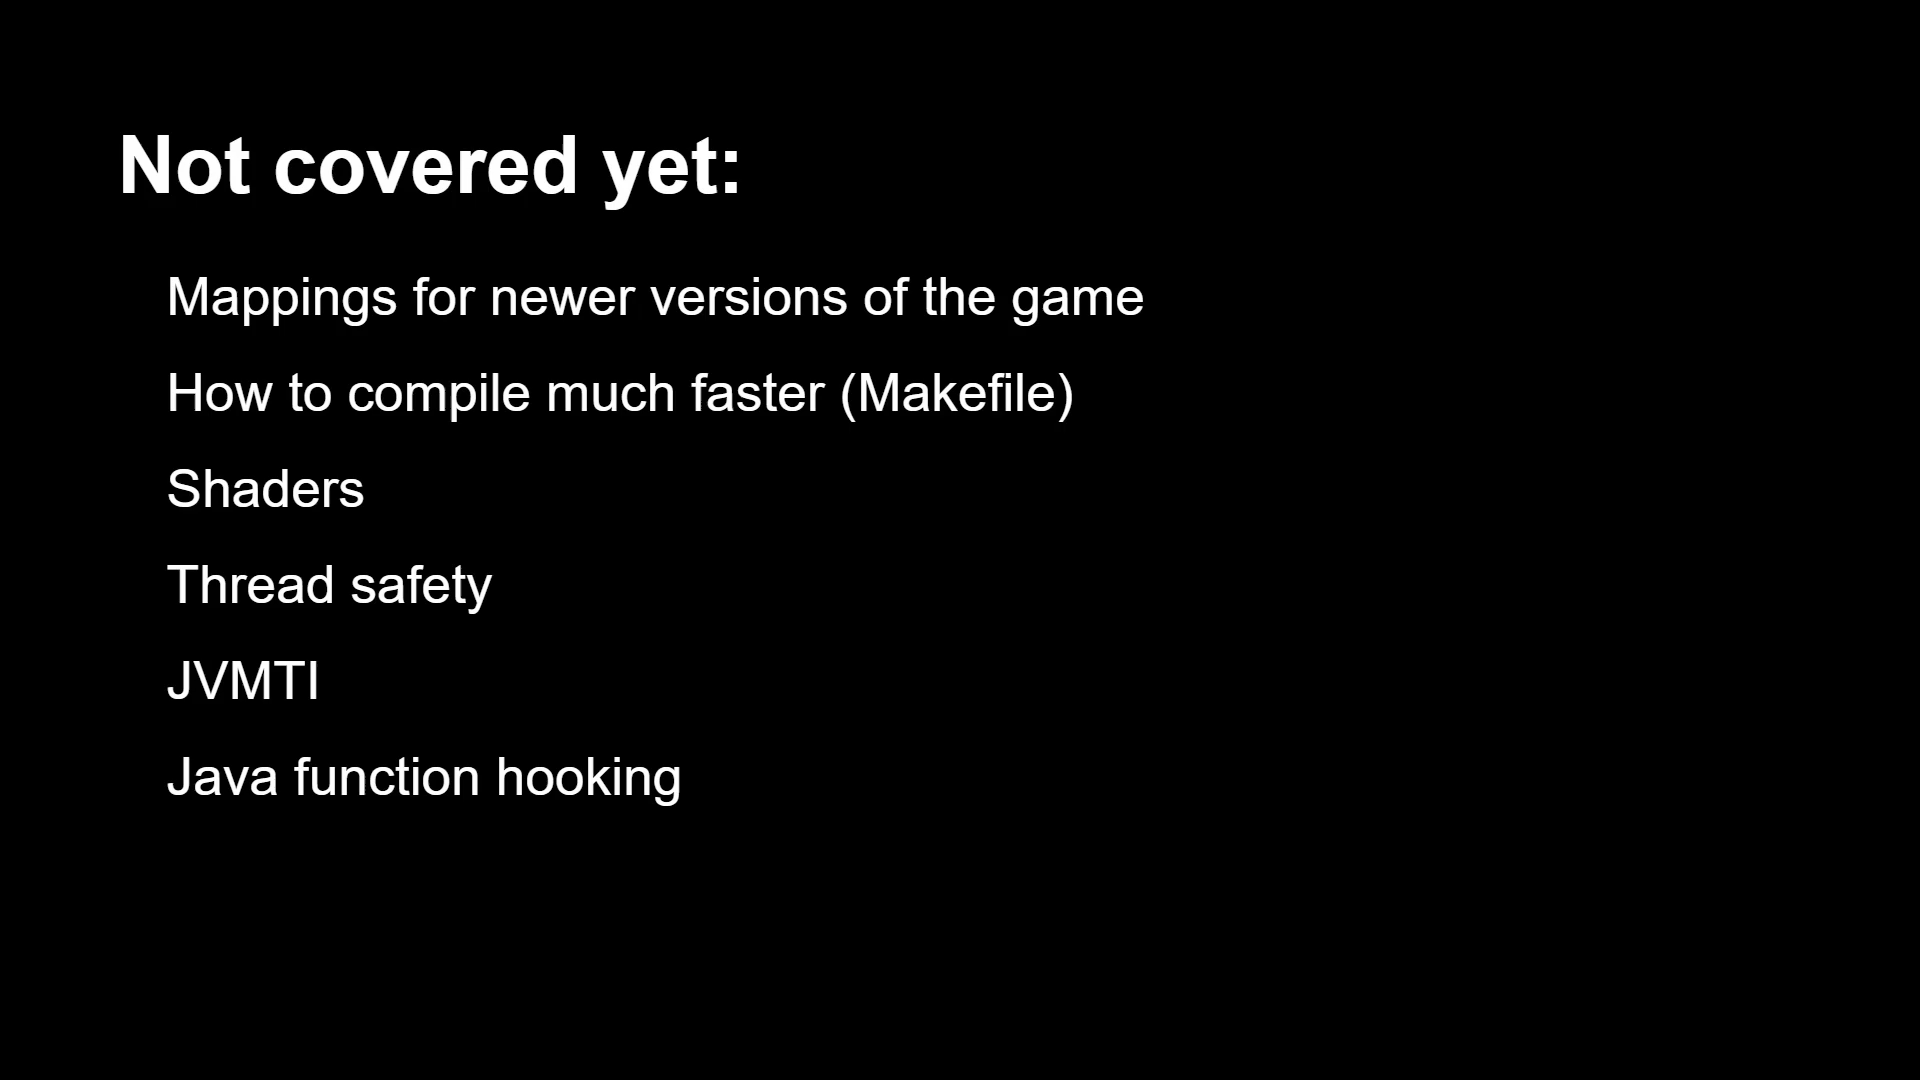 Not covered yet:
Mappings for newer versions of the game
How to compile much faster (Makefile)
Shaders
Thread safety
JVMTI
Java function hooking